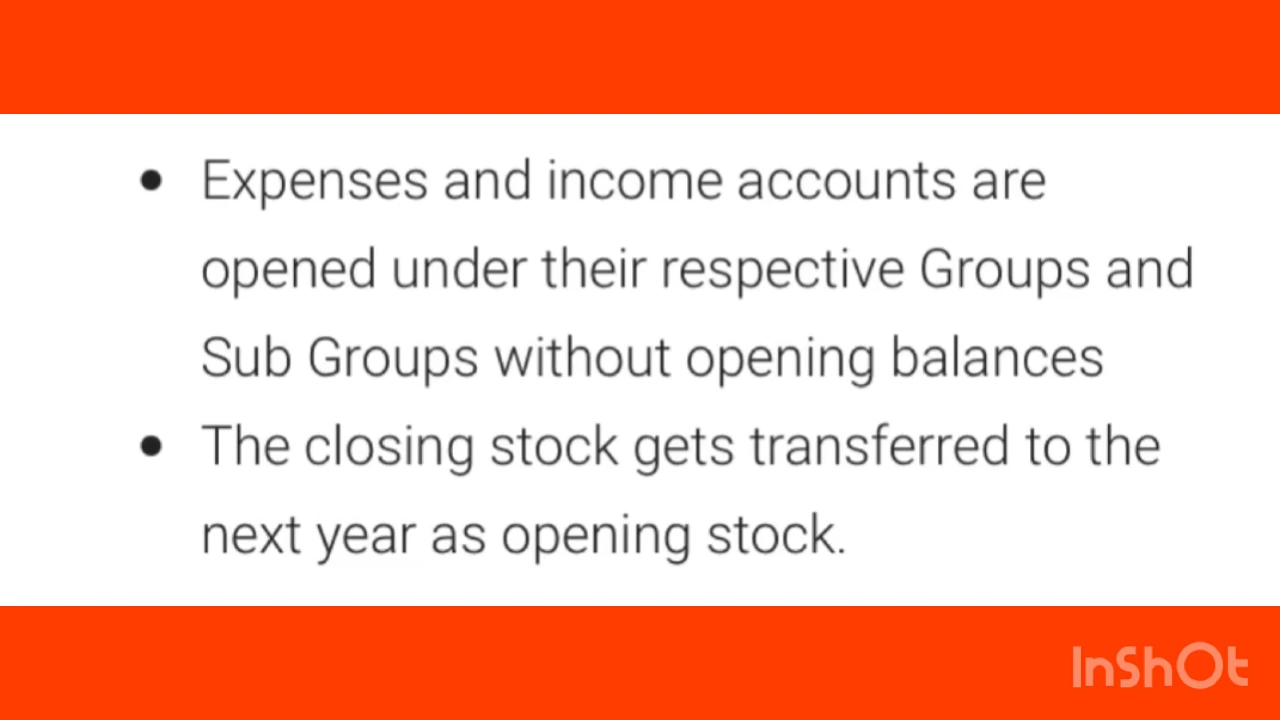 • Expenses and income accounts are
opened under their respective Groups and
Sub Groups without opening balances
• The closing stock gets transferred to the
next year as opening stock.
InShOt